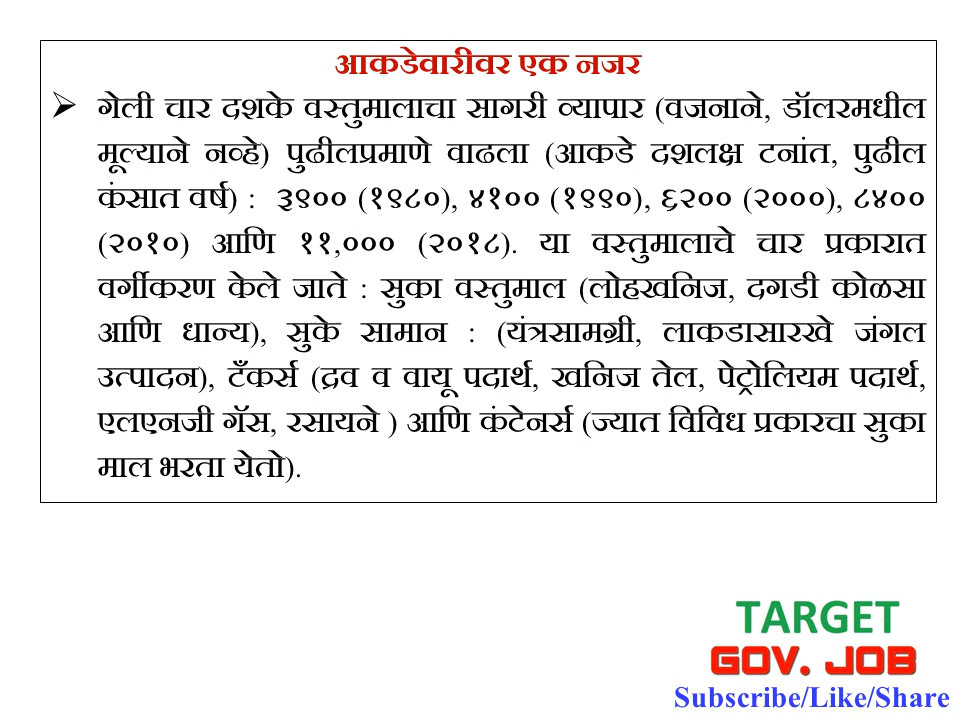 आकडेवारीवर एक नजर
➢ गेली चार दशके वस्तुमालाचा सागरी व्यापार (वजनाने, डॉलरमधील
मूल्याने नव्हे) पुढीलप्रमाणे वाढला (आकडे दशलक्ष टनांत, पुढील
कंसात वर्ष) : ३९०० (१९८०), ४१०० (१९९०), ६२०० (२०००), ८४००
(२०१०) आणि ११,००० (२०१८). या वस्तुमालाचे चार प्रकारात
वर्गीकरण केले जाते : सुका वस्तुमाल (लोहखनिज, दगडी कोळसा
आणि धान्य), सुके सामान : (यंत्रसामग्री, लाकडासारखे जंगल
उत्पादन), टँकर्स (द्रव व वायू पदार्थ, खनिज तेल, पेट्रोलियम पदार्थ,
एलएनजी गॅस, रसायने ) आणि कंटेनर्स (ज्यात विविध प्रकारचा सुका
माल भरता येतो).
TARGET
GOV. JOB
Subscribe/Like/Share